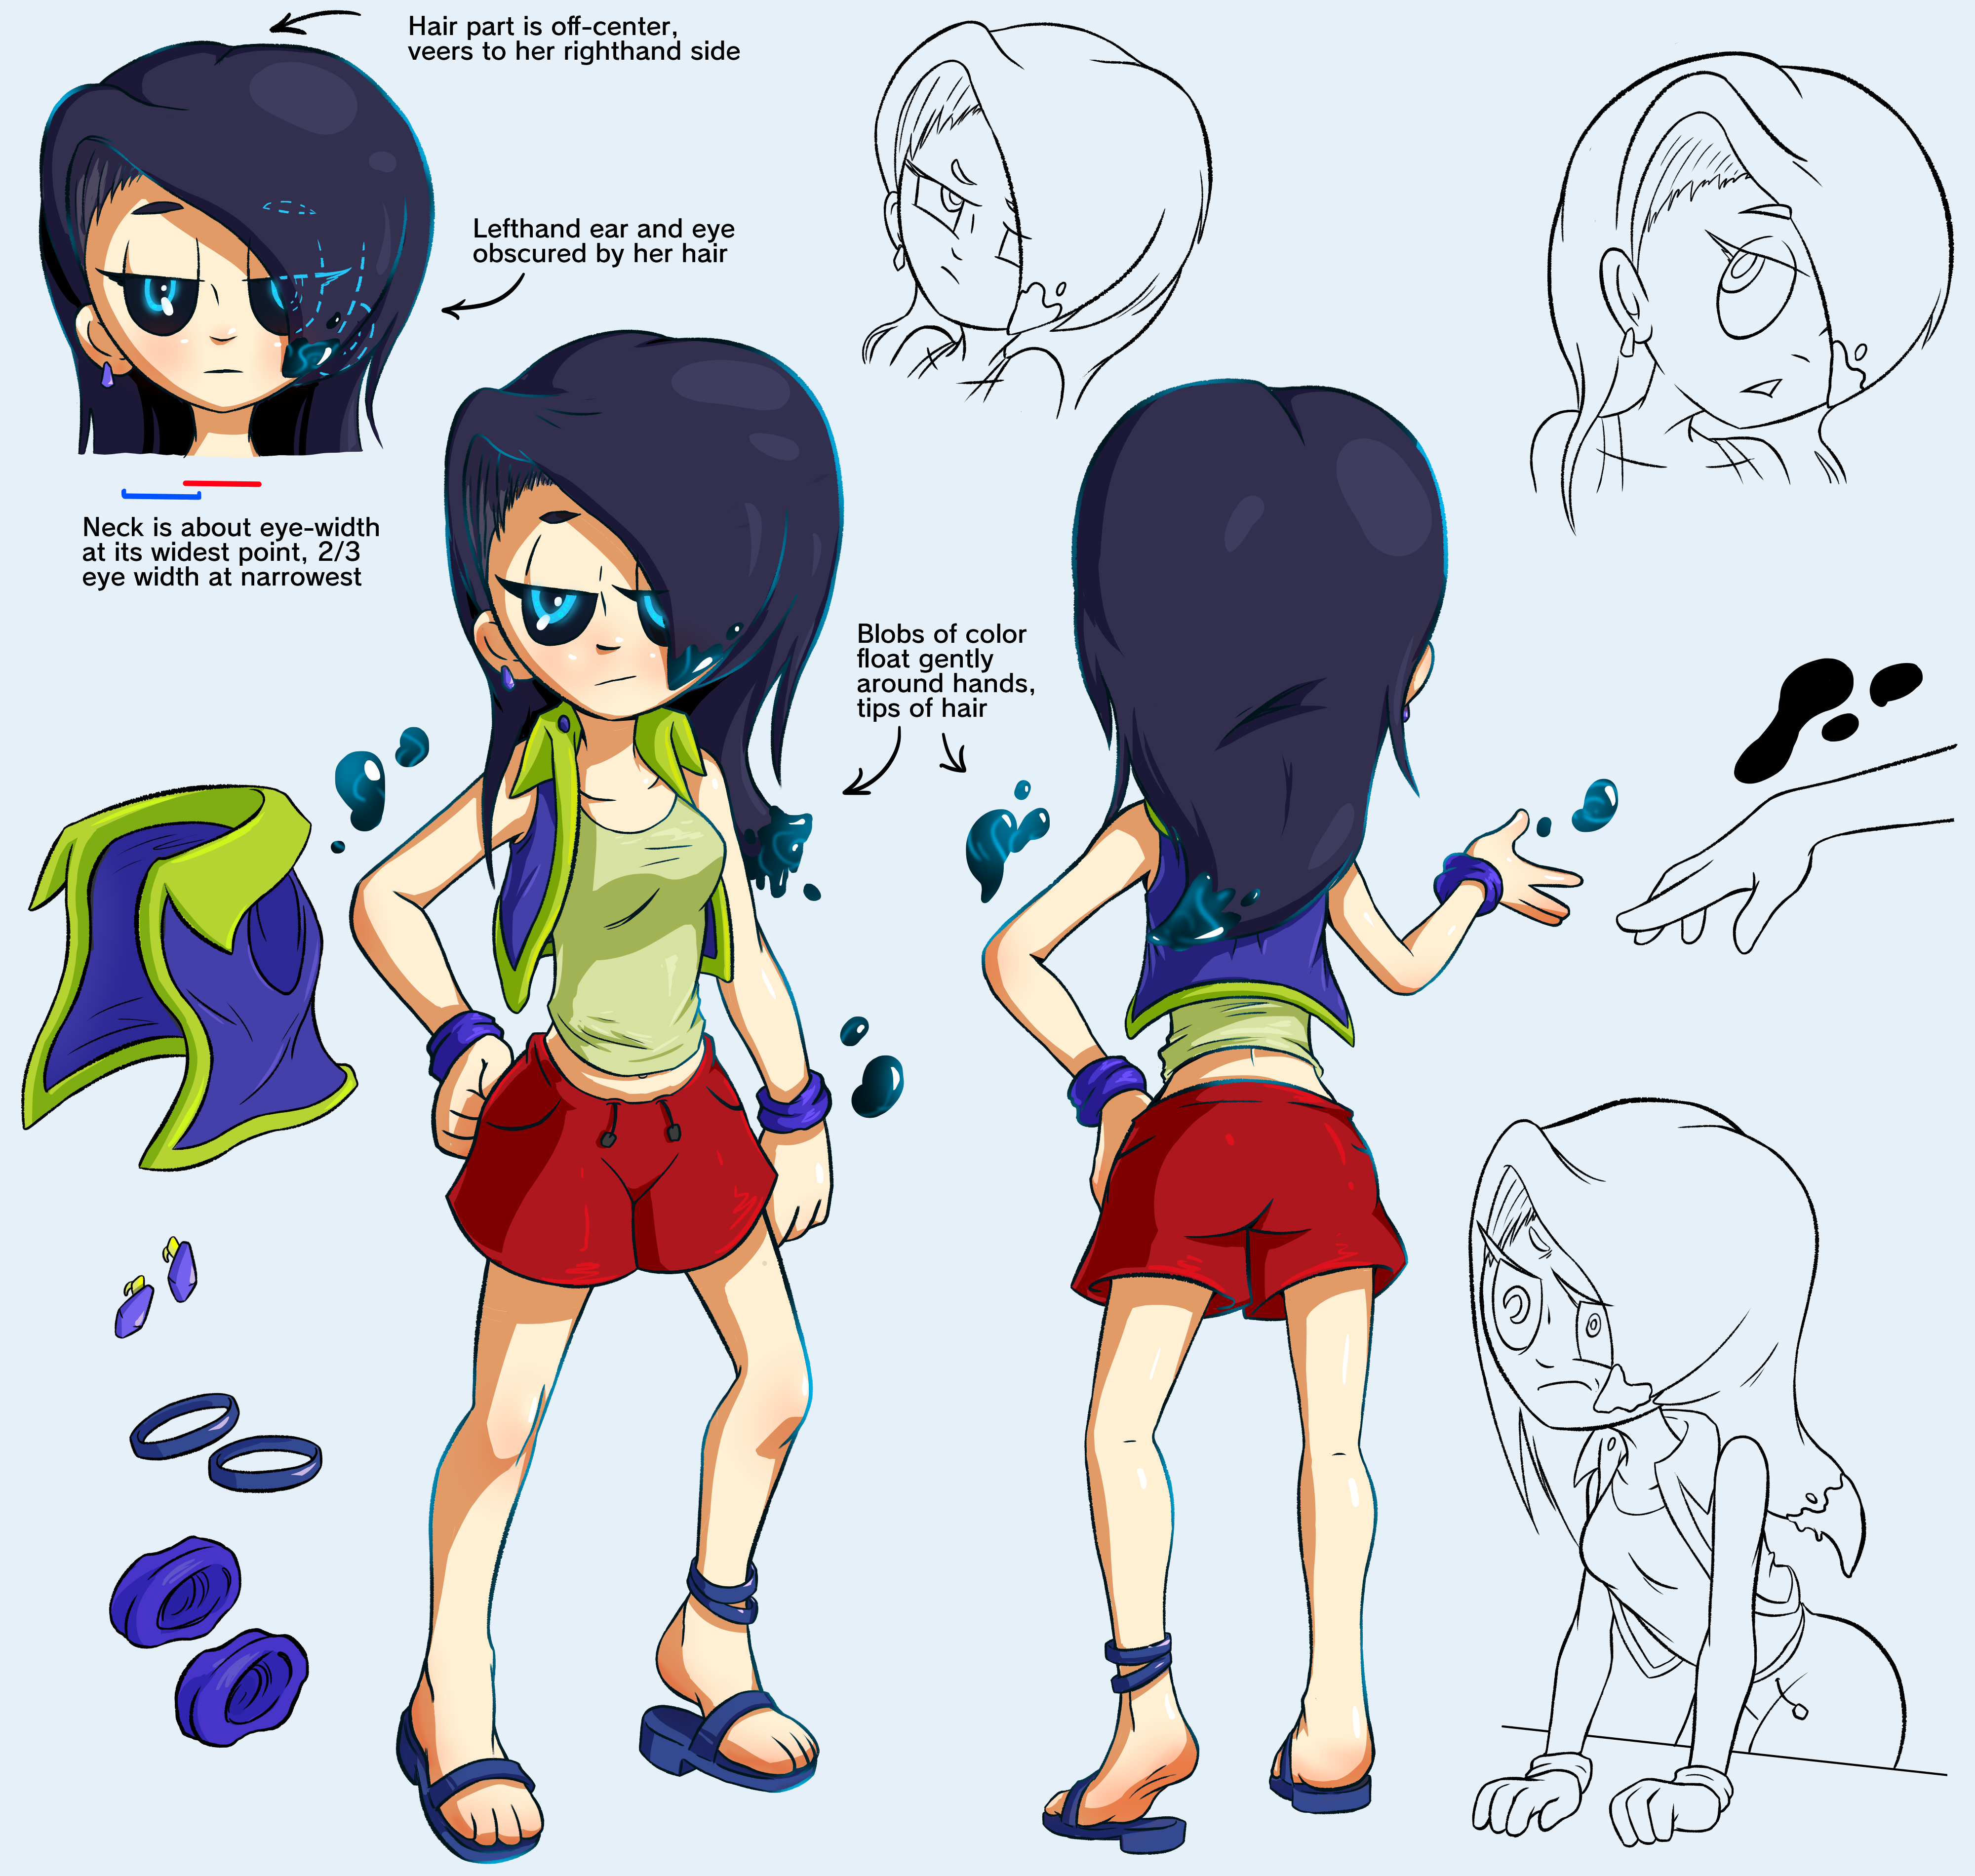 Hair part is off-center,
veers to her righthand side
Lefthand ear and eye
obscured by her hair
Neck is about eye-width
at its widest point, 2/3
eye width at narrowest
Blobs of color
float gently
around hands,
tips of hair